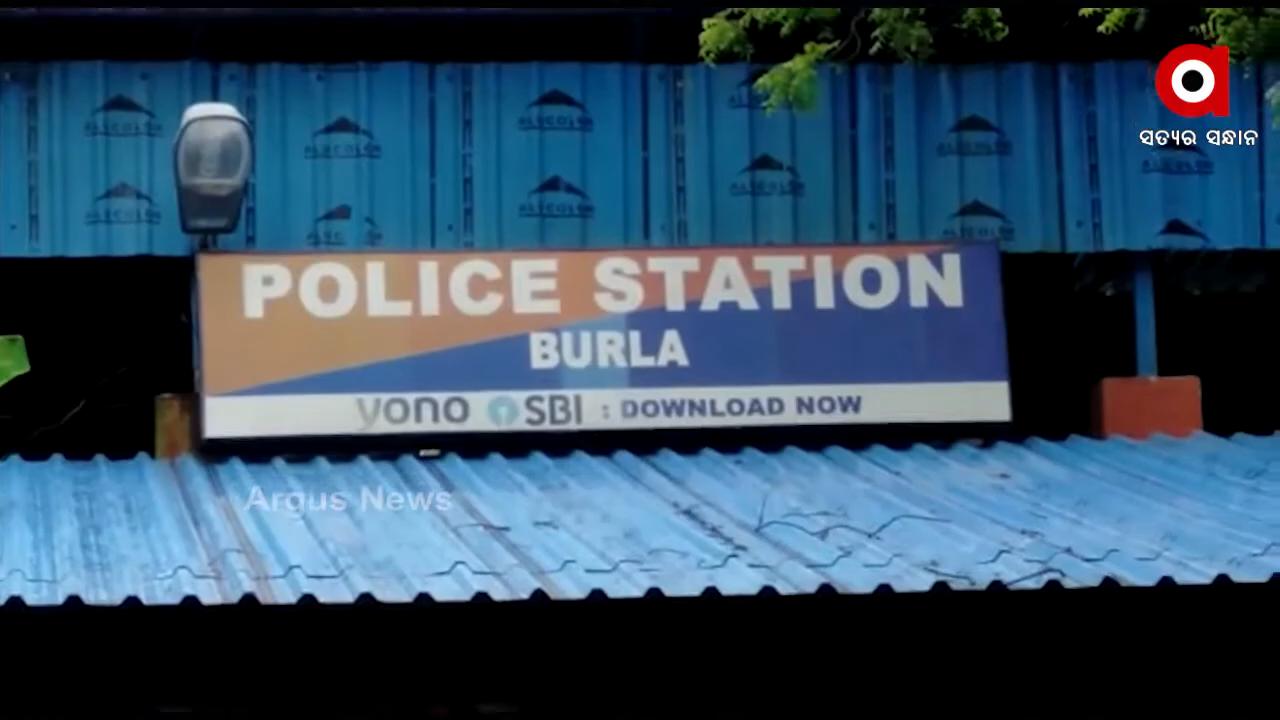 ସତ୍ୟର ସନ୍ଧାନ
POLICE STATION
BURLA
yono SBI : DOWNLOAD NOW
Argus News